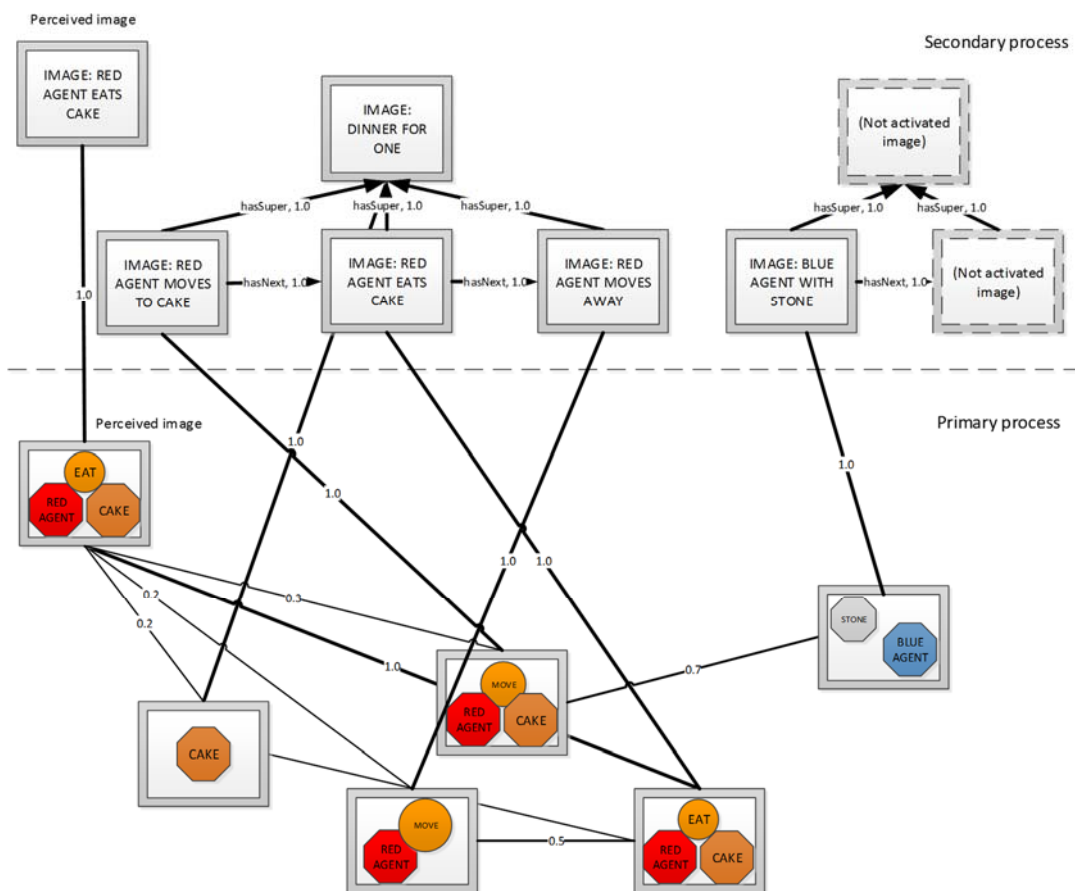 Perceived image
Secondary process
IMAGE: RED
AGENT EATS
CAKE
IMAGE:
DINNER FOR
ONE
(Not activated
image)
hasSuper, 1.0
hasSuper, 1.0
hasSuper, 1.0
hasSuper, 1.0
hasSuper, 1.0
IMAGE: RED
AGENT MOVES
TO CAKE
hasNext, 1.0
IMAGE: RED
AGENT EATS
CAKE
hasNext, 1.0
IMAGE: RED
AGENT MOVES
AWAY
IMAGE: BLUE
AGENT WITH
STONE
hasNext, 1.0
(Not activated
image)
1.0
Perceived image
Primary process
1.0
1.0
1.0
EAT
RED
AGENT
CAKE
1.0
1.0
0.3
0.2
0.2
1.0
0.7
STONE
BLUE
AGENT
MOVE
RED
AGENT
CAKE
CAKE
MOVE
RED
AGENT
0.5
EAT
RED
AGENT
CAKE